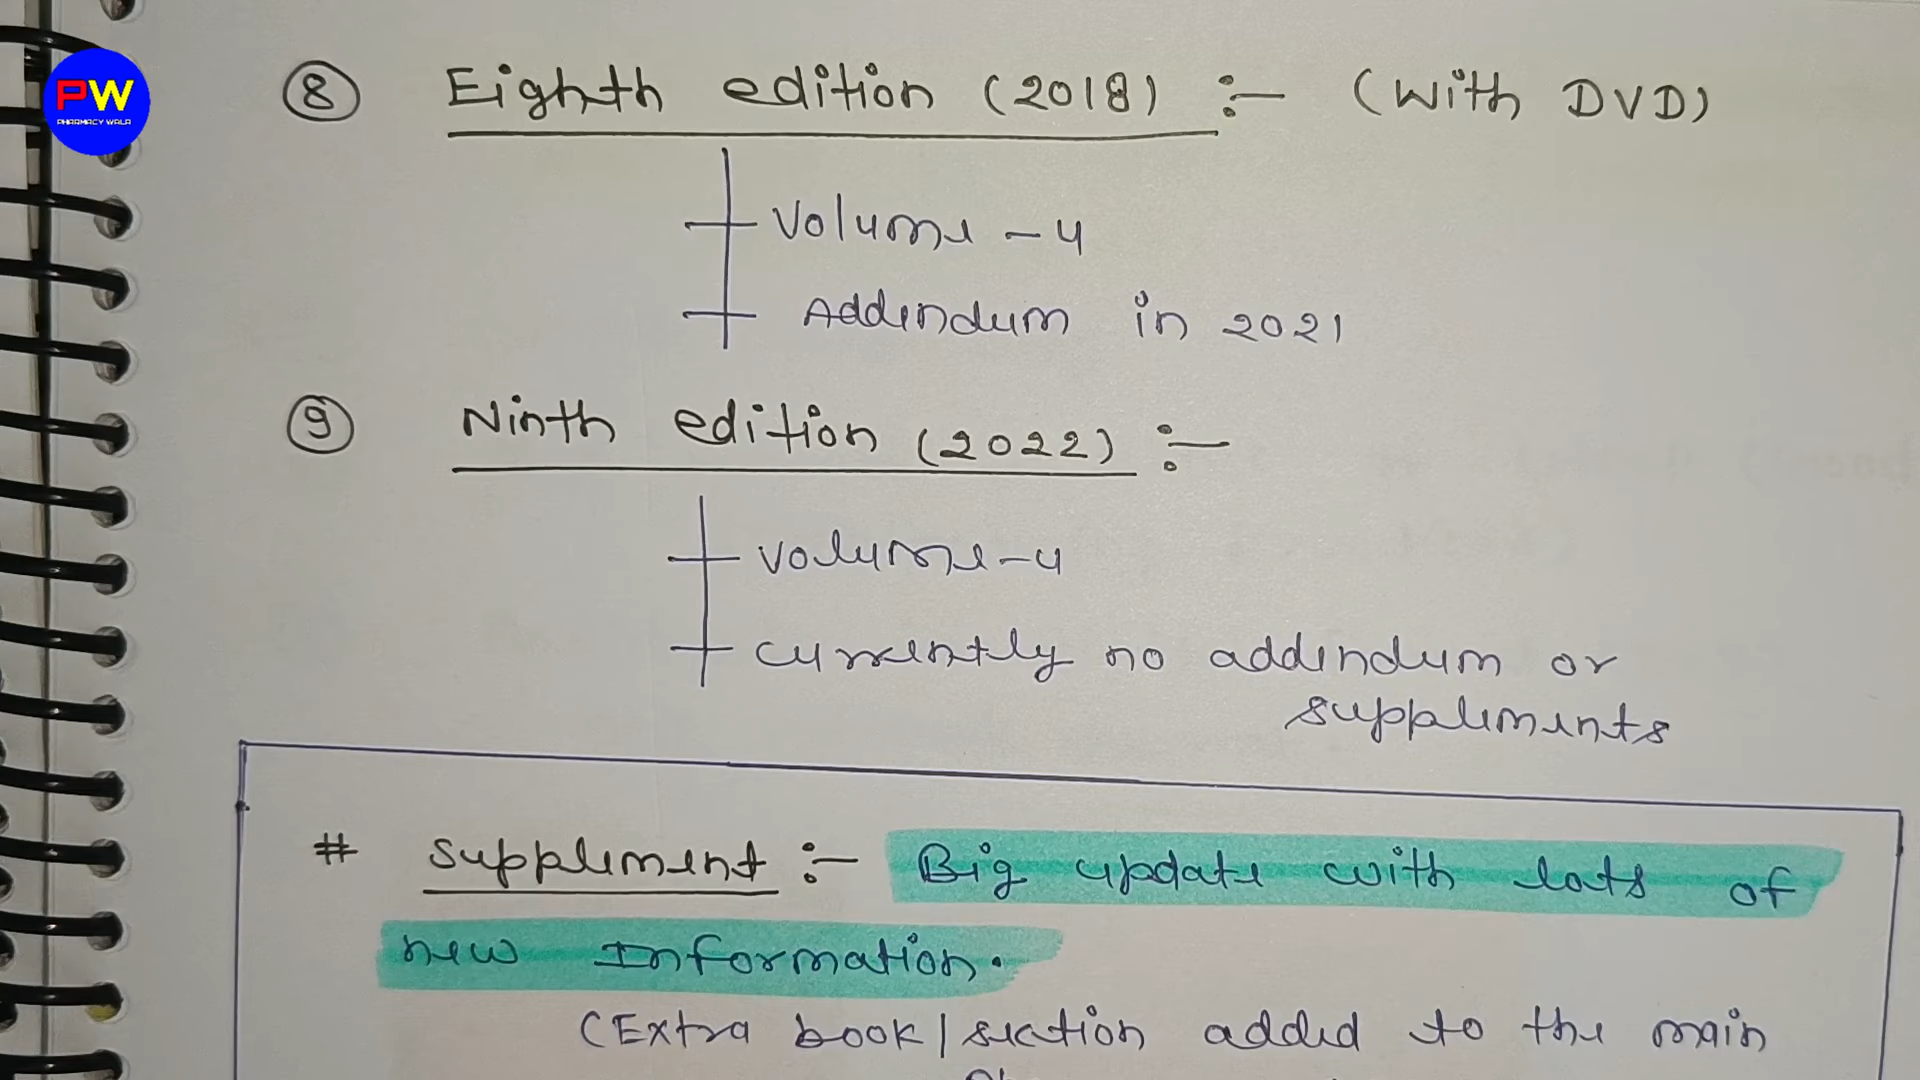 PW
PHARMACY WALA
⑧ Eighth edition (2018) :- (With DVD)
Volume - 4
Addendum in 2021
⑨ Ninth edition (2022) :-
Volume - 4
Currently no addendum or
suppliments
# Suppliment :- Big update with lots of
new Information.
(Extra book/section added to the main